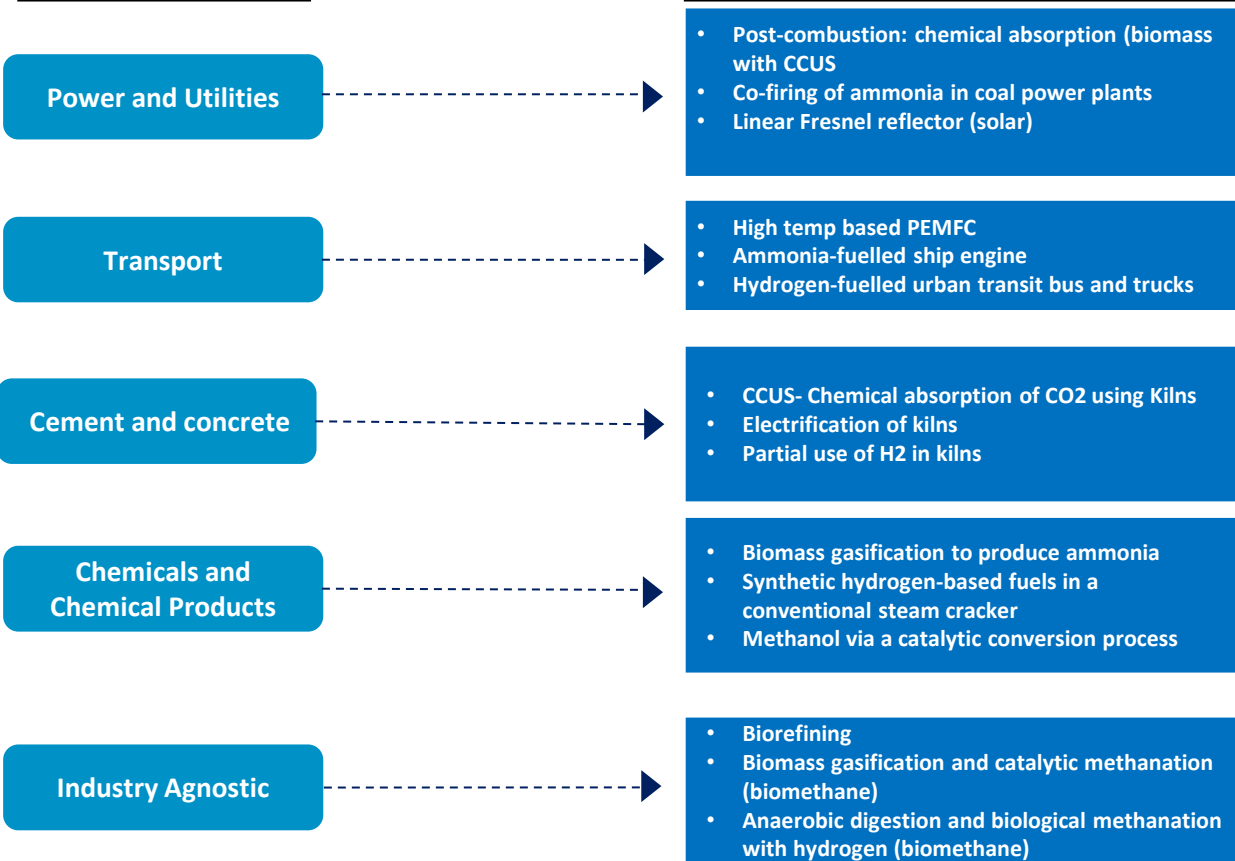 Power and Utilities
• Post-combustion: chemical absorption (biomass
with CCUS
• Co-firing of ammonia in coal power plants
• Linear Fresnel reflector (solar)
Transport
• High temp based PEMFC
• Ammonia-fuelled ship engine
• Hydrogen-fuelled urban transit bus and trucks
Cement and concrete
• CCUS- Chemical absorption of CO2 using Kilns
• Electrification of kilns
• Partial use of H2 in kilns
Chemicals and
Chemical Products
• Biomass gasification to produce ammonia
• Synthetic hydrogen-based fuels in a
conventional steam cracker
• Methanol via a catalytic conversion process
Industry Agnostic
• Biorefining
• Biomass gasification and catalytic methanation
(biomethane)
• Anaerobic digestion and biological methanation
with hydrogen (biomethane)